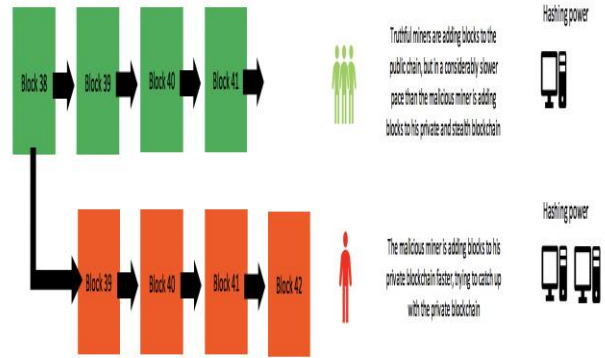 Hashing power
Truthful miners are adding blocks to the
public chain, but in a considerably slower
pace than the malicious miner is adding
blocks to his private and stealth blockchain
Block 38
Block 39
Block 40
Block 41
Hashing power
The malicious miner is adding blocks to his
private blockchain faster, trying to catch up
with the private blockchain
Block 39
Block 40
Block 41
Block 42